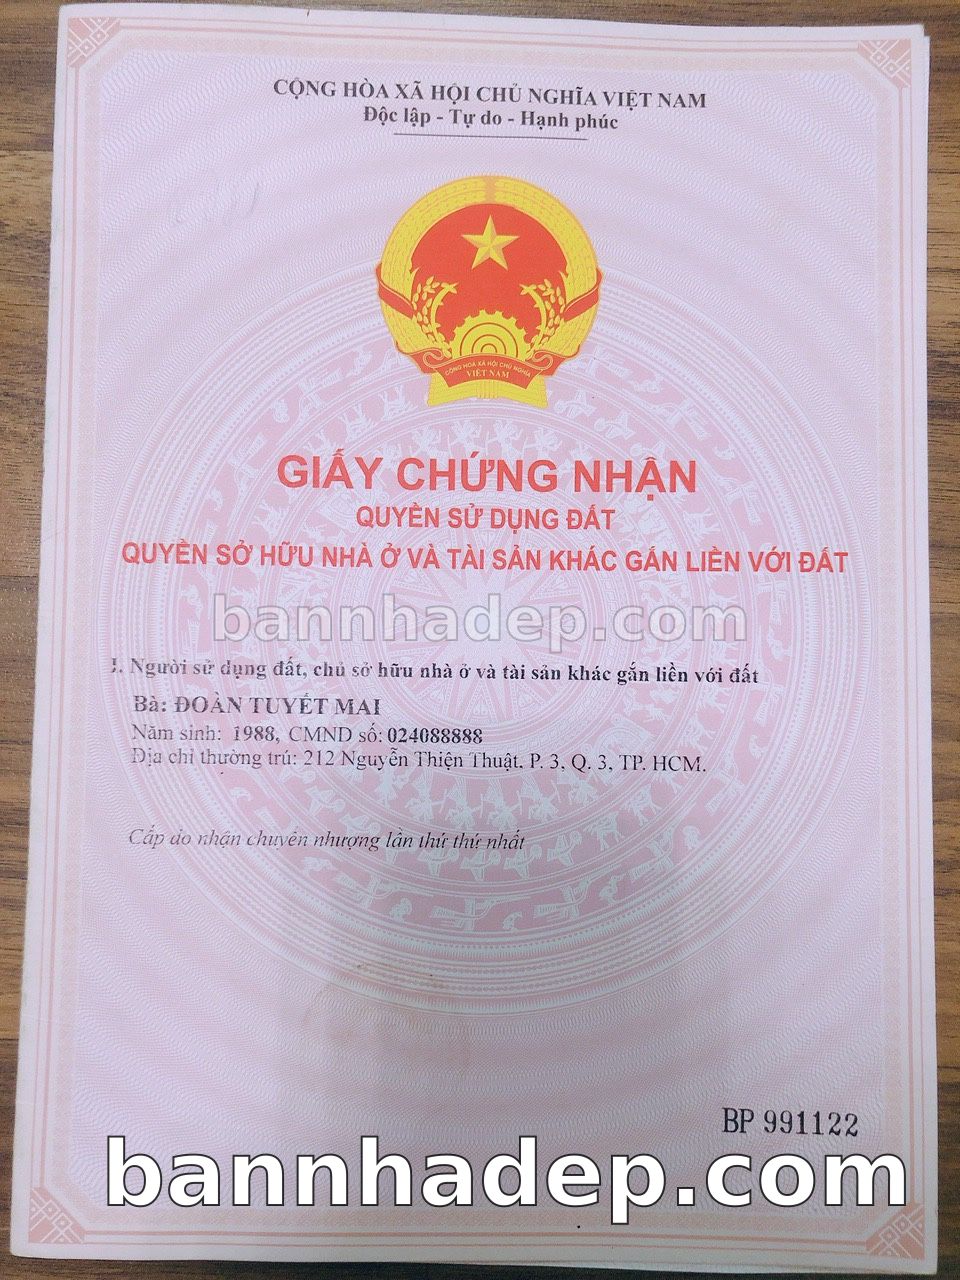 CỘNG HÒA XÃ HỘI CHỦ NGHĨA VIỆT NAM
Độc lập - Tự do - Hạnh phúc
CỘNG HOÀ XÃ HỘI CHỦ NGHĨA
VIỆT NAM
GIẤY CHỨNG NHẬN
QUYỀN SỬ DỤNG ĐẤT
QUYỀN SỞ HỮU NHÀ Ở VÀ TÀI SẢN KHÁC GẮN LIỀN VỚI ĐẤT
bannhadep.com
I. Người sử dụng đất, chủ sở hữu nhà ở và tài sản khác gắn liền với đất
Bà: ĐOÀN TUYẾT MAI
Năm sinh: 1988, CMND số: 024088888
Địa chỉ thường trú: 212 Nguyễn Thiện Thuật, P. 3, Q. 3, TP. HCM.
Cấp do nhận chuyển nhượng lần thứ thứ nhất
BP 991122
bannhadep.com